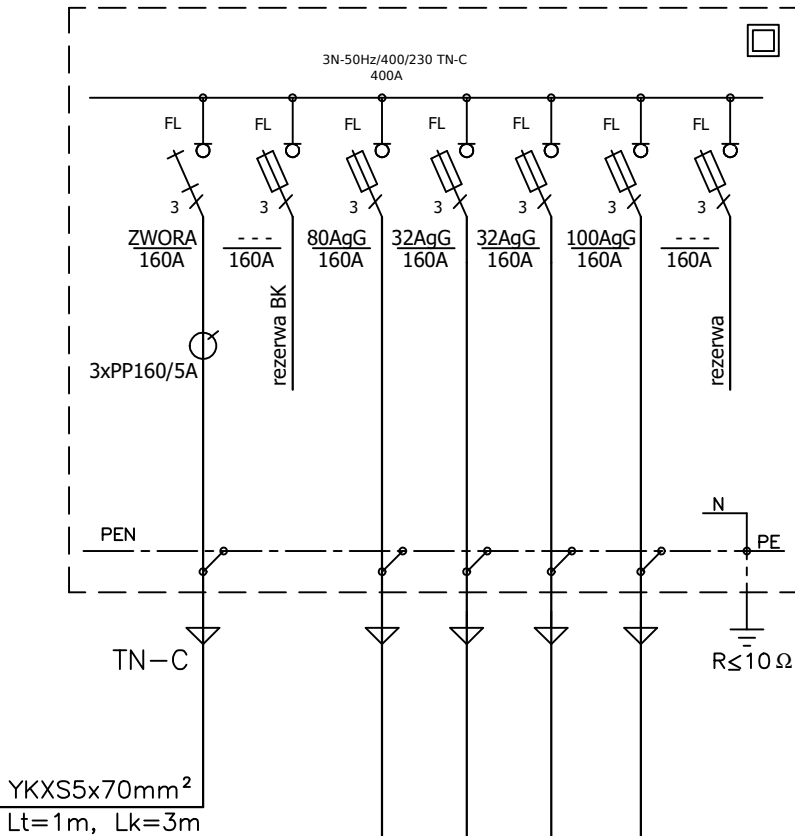 3N-50Hz/400/230 TN-C
400A
FL FL FL FL FL FL FL
3 3 3 3 3 3 3
ZWORA --- 80AgG 32AgG 32AgG 100AgG ---
160A 160A 160A 160A 160A 160A 160A
rezerwa BK
rezerwa
3xPP160/5A
N
PEN
PE
TN-C
R≤10 Ω
YKXS5x70mm²
Lt=1m, Lk=3m